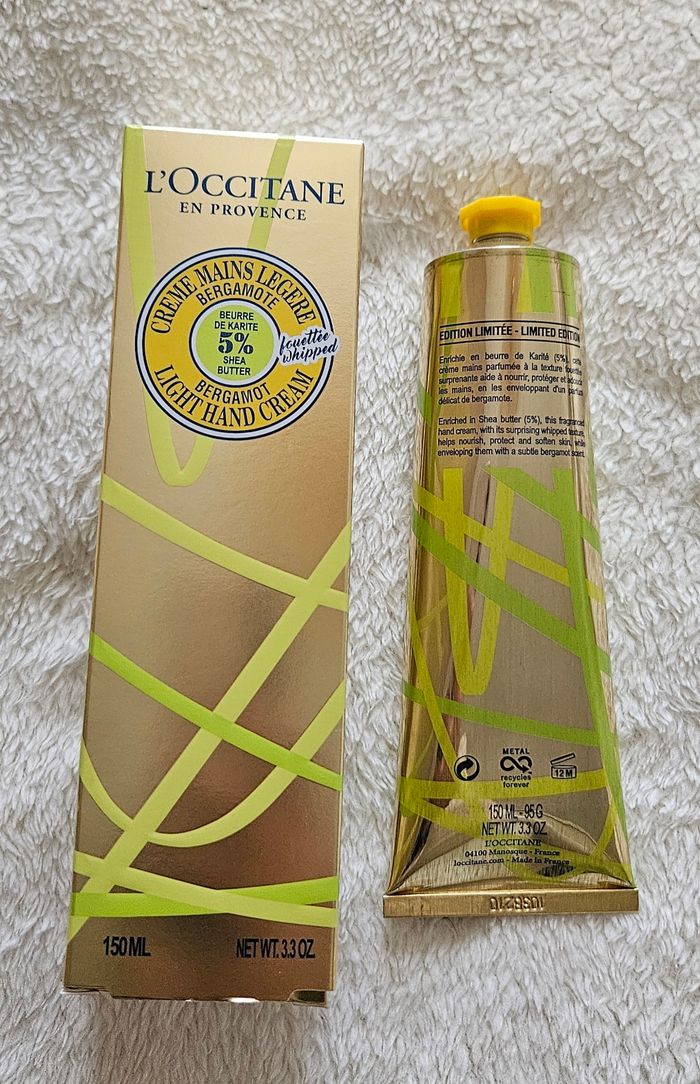 L'OCCITANE
EN PROVENCE
CRÈME MAINS LÉGÈRE
BERGAMOTE
BEURRE
DE KARITE
5%
SHEA
BUTTER
fouettée
whipped
BERGAMOT
LIGHT HAND CREAM
150 ML
NET WT. 3.3 OZ.
EDITION LIMITÉE - LIMITED EDITION
Enrichie en beurre de Karité (5%), cette
crème mains parfumée à la texture fouettée
surprenante aide à nourrir, protéger et adoucir
les mains, en les enveloppant d'un parfum
délicat de bergamote.
Enriched in Shea butter (5%), this fragranced
hand cream, with its surprising whipped texture,
helps nourish, protect and soften skin, while
enveloping them with a subtle bergamot scent.
METAL
recycles
forever
12 M
150 ML - 95 G
NET WT. 3.3 OZ.
L'OCCITANE
04100 Manosque - France
loccitane.com - Made in France